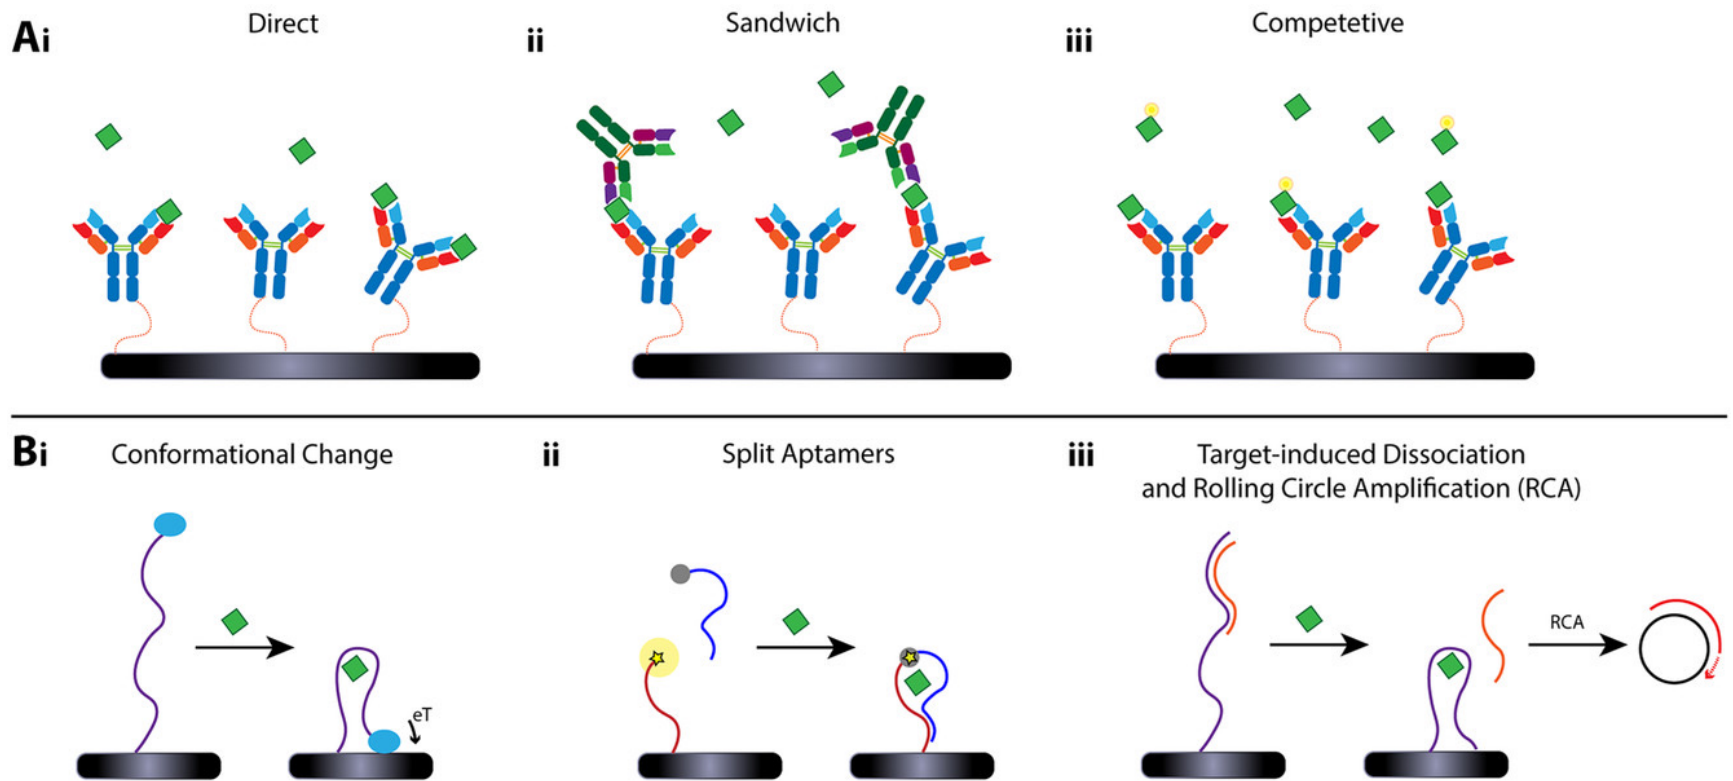 Ai
Direct
ii
Sandwich
iii
Competetive
Bi
Conformational Change
ii
Split Aptamers
iii
Target-induced Dissociation
and Rolling Circle Amplification (RCA)
eT
RCA